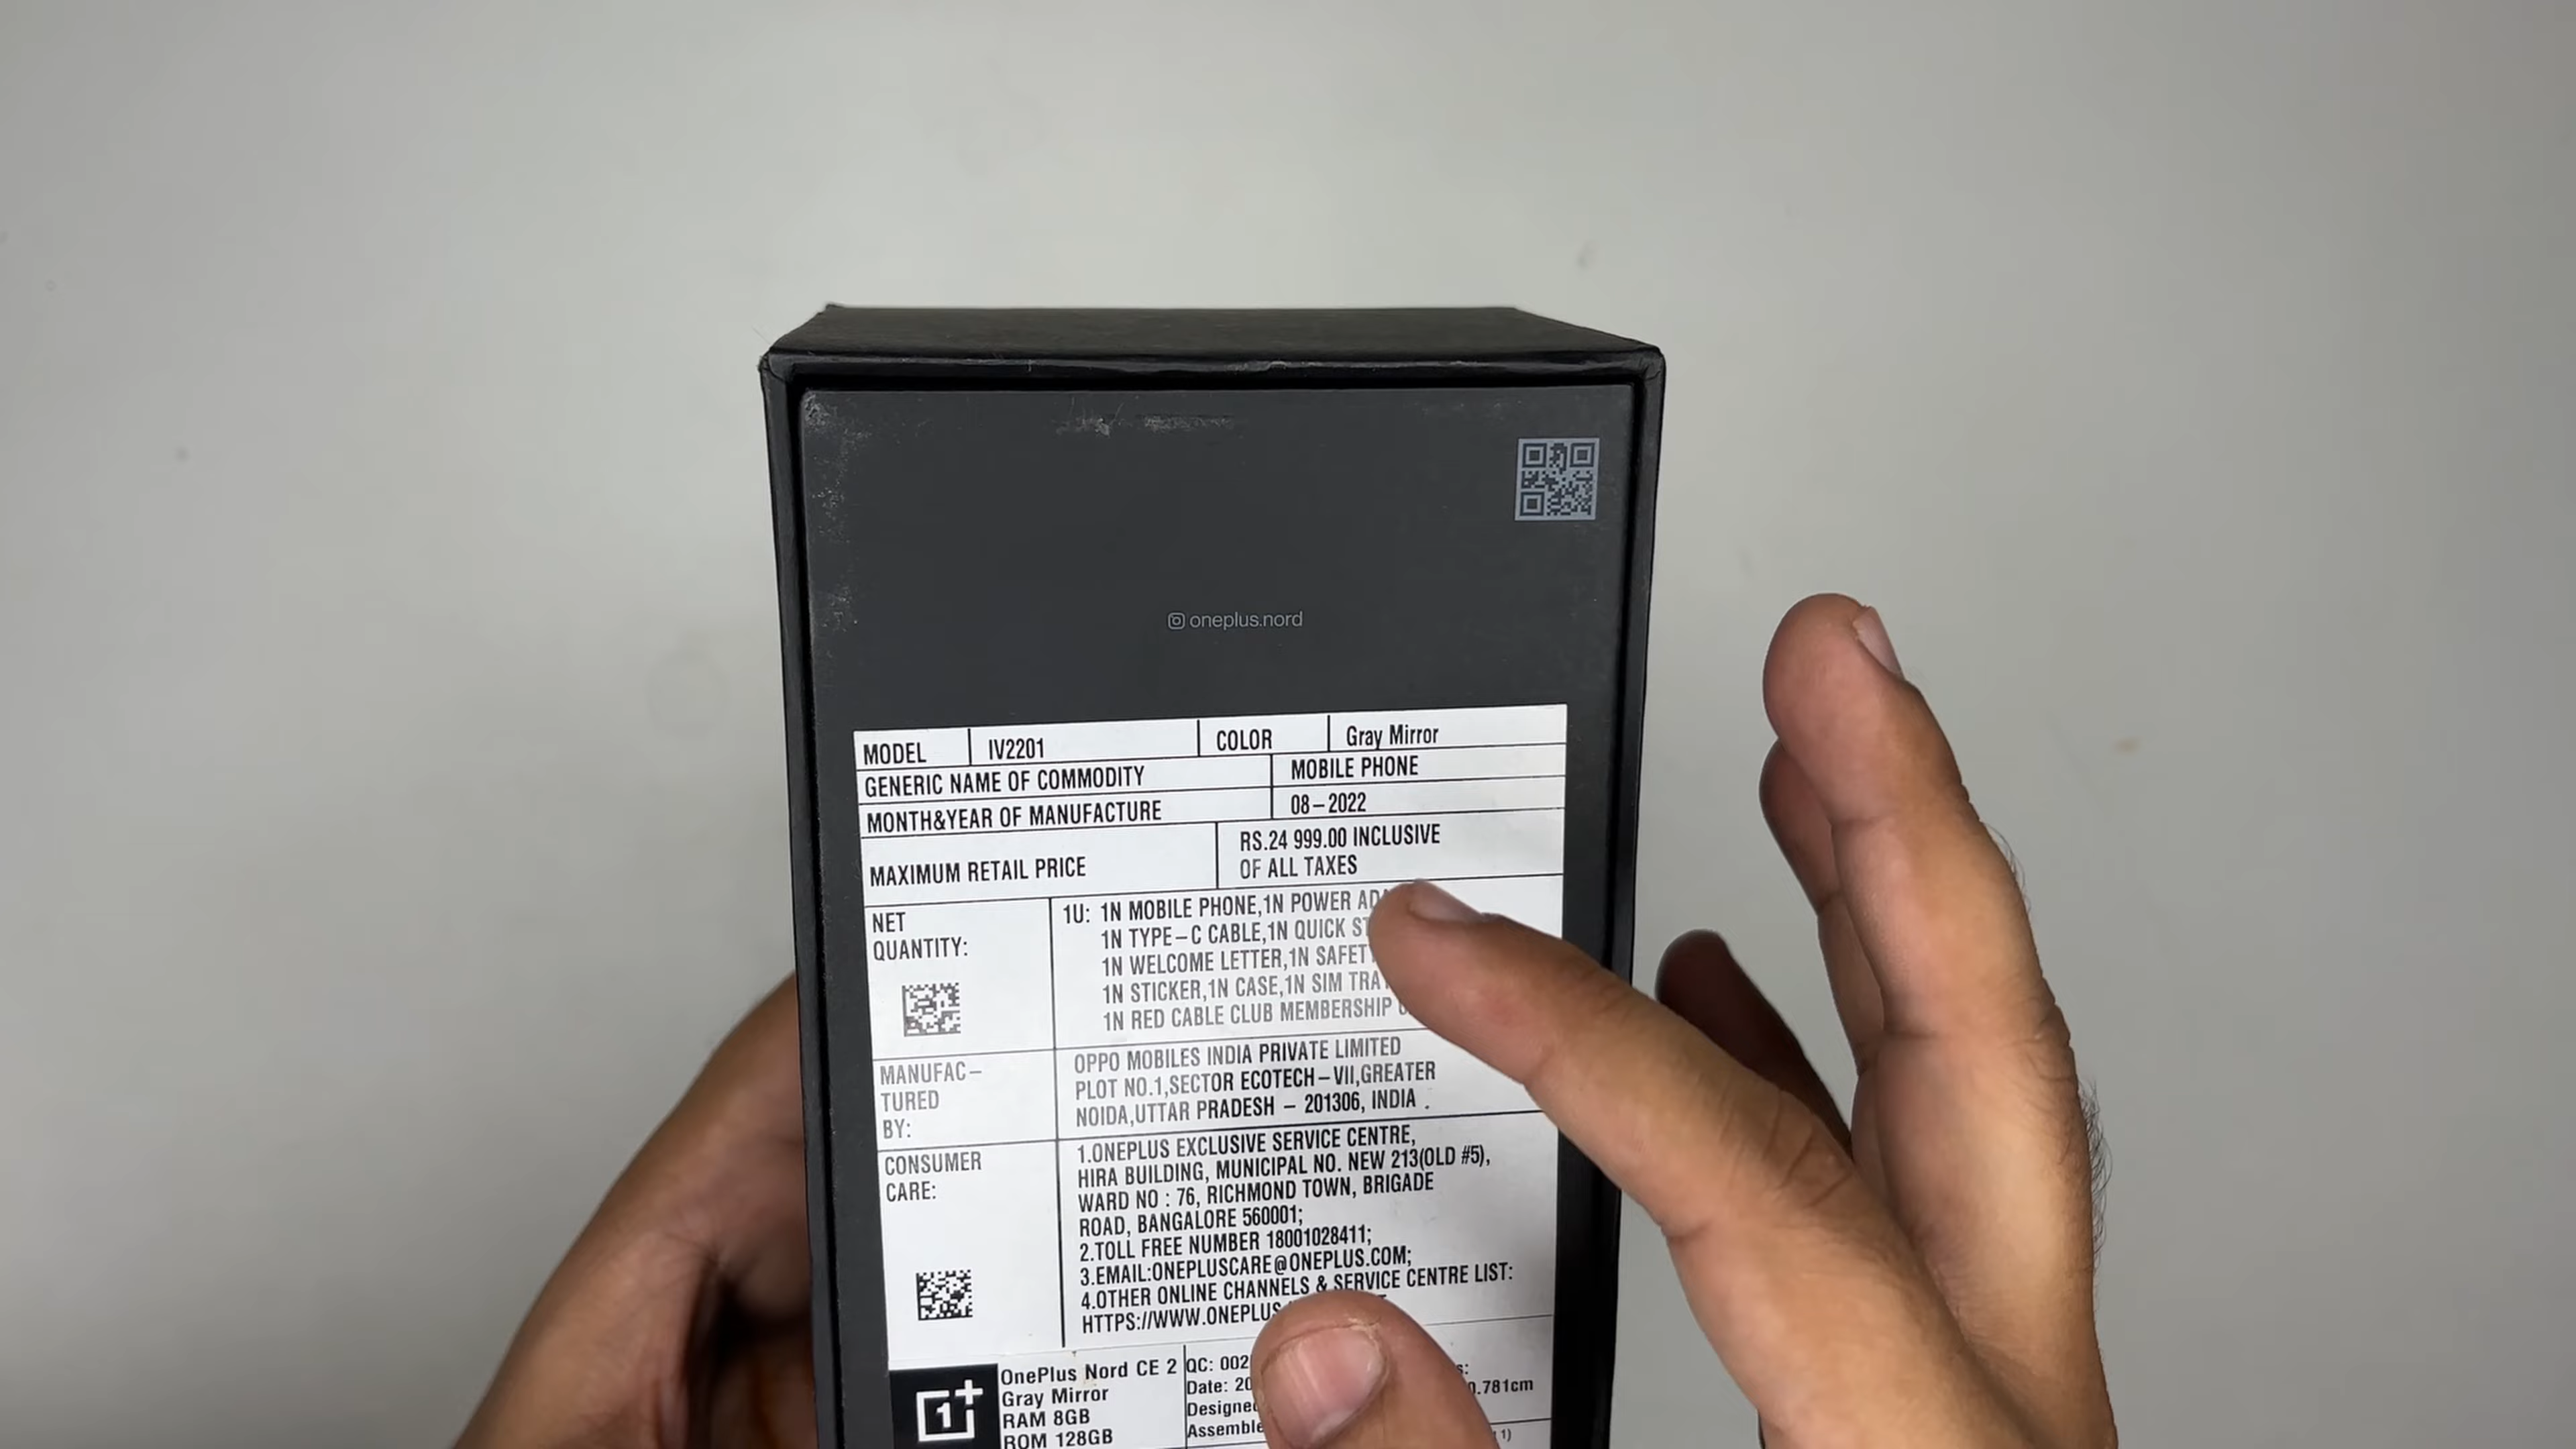 oneplus.nord
MODEL IV2201 COLOR Gray Mirror
GENERIC NAME OF COMMODITY MOBILE PHONE
MONTH&YEAR OF MANUFACTURE 08-2022
MAXIMUM RETAIL PRICE RS.24 999.00 INCLUSIVE
OF ALL TAXES
NET
QUANTITY:
1U: 1N MOBILE PHONE,1N POWER
1N TYPE-C CABLE,1N QUICK
1N WELCOME LETTER,1N
1N STICKER,1N CASE,1N SIM
1N RED CABLE CLUB MEMBERSHIP
MANUFAC-
TURED
BY:
OPPO MOBILES INDIA PRIVATE LIMITED
PLOT NO.1,SECTOR ECOTECH-VII,GREATER
NOIDA,UTTAR PRADESH - 201306, INDIA .
CONSUMER
CARE:
1.ONEPLUS EXCLUSIVE SERVICE CENTRE,
HIRA BUILDING, MUNICIPAL NO. NEW 213(OLD #5),
WARD NO : 76, RICHMOND TOWN, BRIGADE
ROAD, BANGALORE 560001;
2.TOLL FREE NUMBER 18001028411;
3.EMAIL:ONEPLUSCARE@ONEPLUS.COM;
4.OTHER ONLINE CHANNELS & SERVICE CENTRE LIST:
HTTPS://WWW.ONEPLUS
OnePlus Nord CE 2
Gray Mirror
RAM 8GB
ROM 128GB
QC: 002
Date: 20